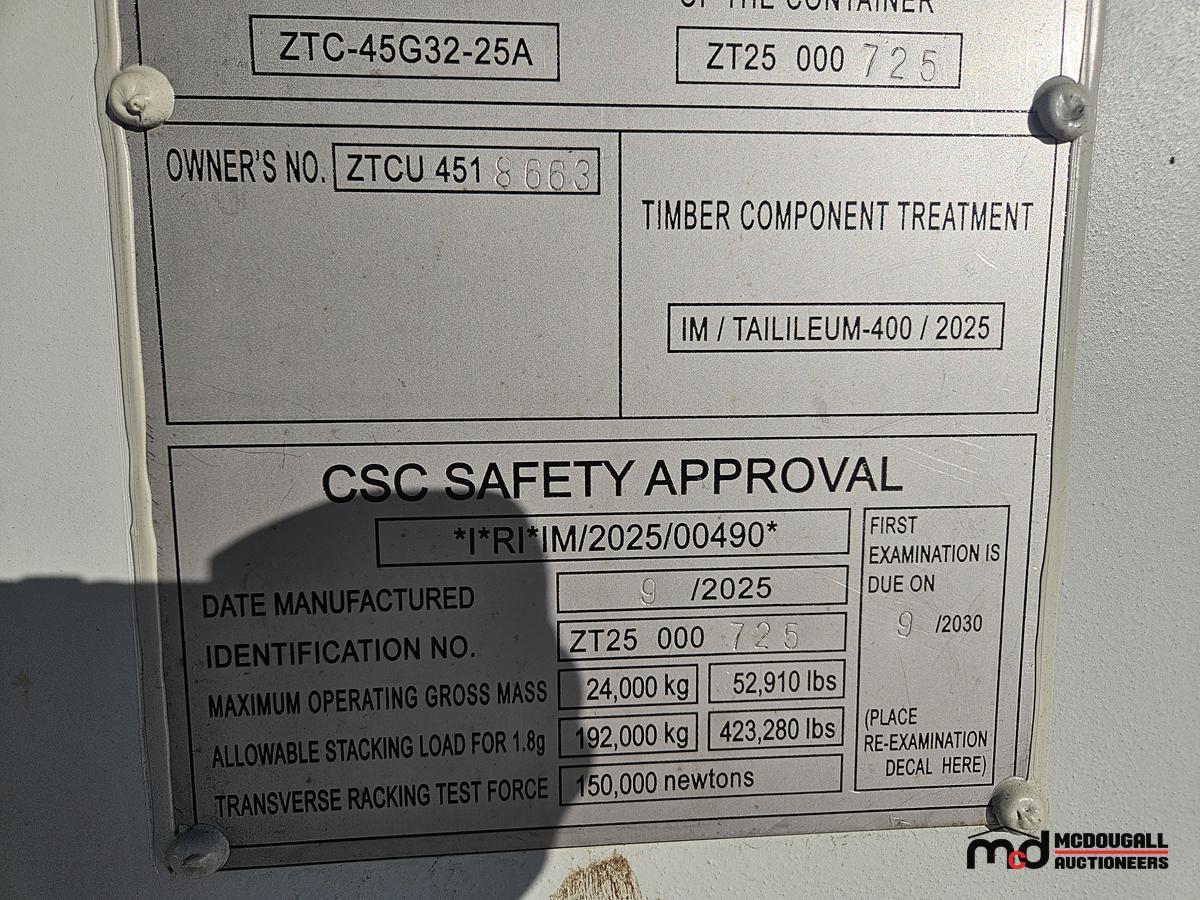 OF THE CONTAINER
ZTC-45G32-25A
ZT25 000 725
OWNER'S NO. ZTCU 451 8663
TIMBER COMPONENT TREATMENT
IM / TAILILEUM-400 / 2025
CSC SAFETY APPROVAL
*I*RI*IM/2025/00490*
DATE MANUFACTURED 9 /2025
IDENTIFICATION NO. ZT25 000 725
MAXIMUM OPERATING GROSS MASS 24,000 kg 52,910 lbs
ALLOWABLE STACKING LOAD FOR 1.8g 192,000 kg 423,280 lbs
TRANSVERSE RACKING TEST FORCE 150,000 newtons
FIRST
EXAMINATION IS
DUE ON
9 /2030
(PLACE
RE-EXAMINATION
DECAL HERE)
mcd MCDOUGALL
AUCTIONEERS